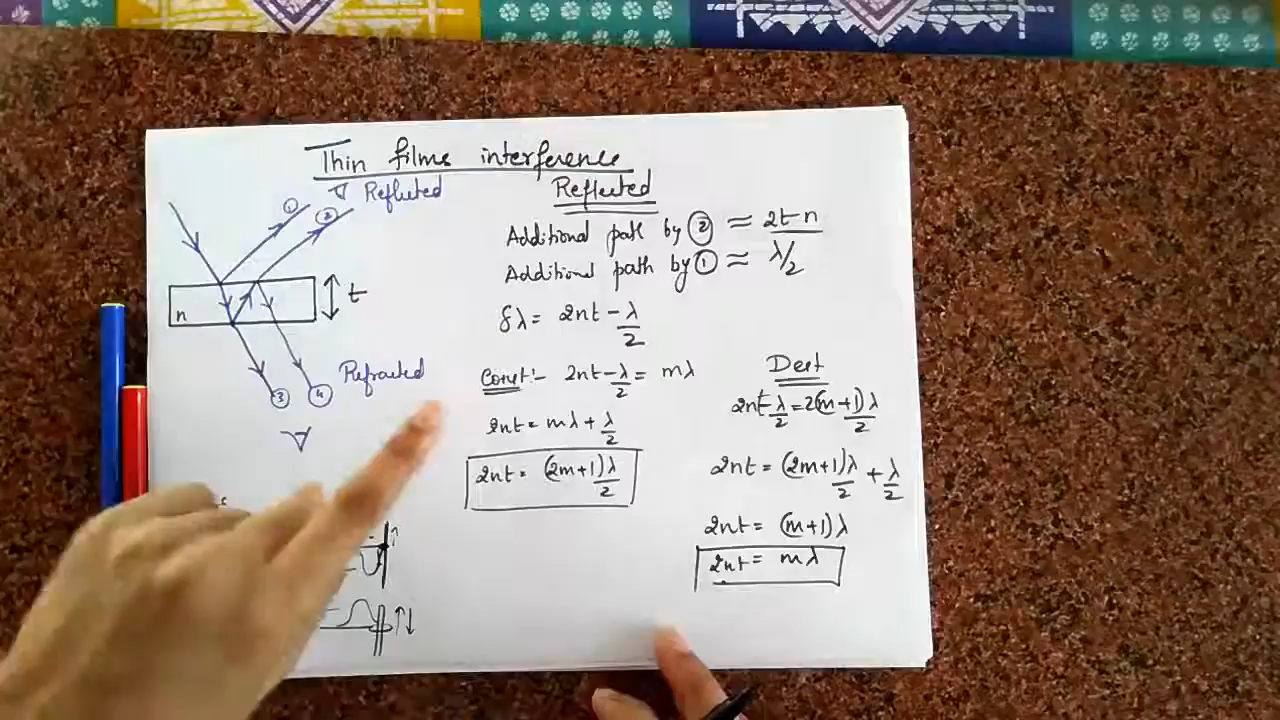 Thin films interference
Reflected
① ②
t
n
Refracted
③ ④
Reflected
Additional path by ② ≈ 2t-n
Additional path by ① ≈ λ/2
δλ = 2nt - λ/2
Const:- 2nt - λ/2 = mλ
2nt = mλ + λ/2
2nt = (2m+1)λ/2
Dest
2nt - λ/2 = 2(m+1)λ/2
2nt = (2m+1)λ/2 + λ/2
2nt = (m+1)λ
2nt = mλ